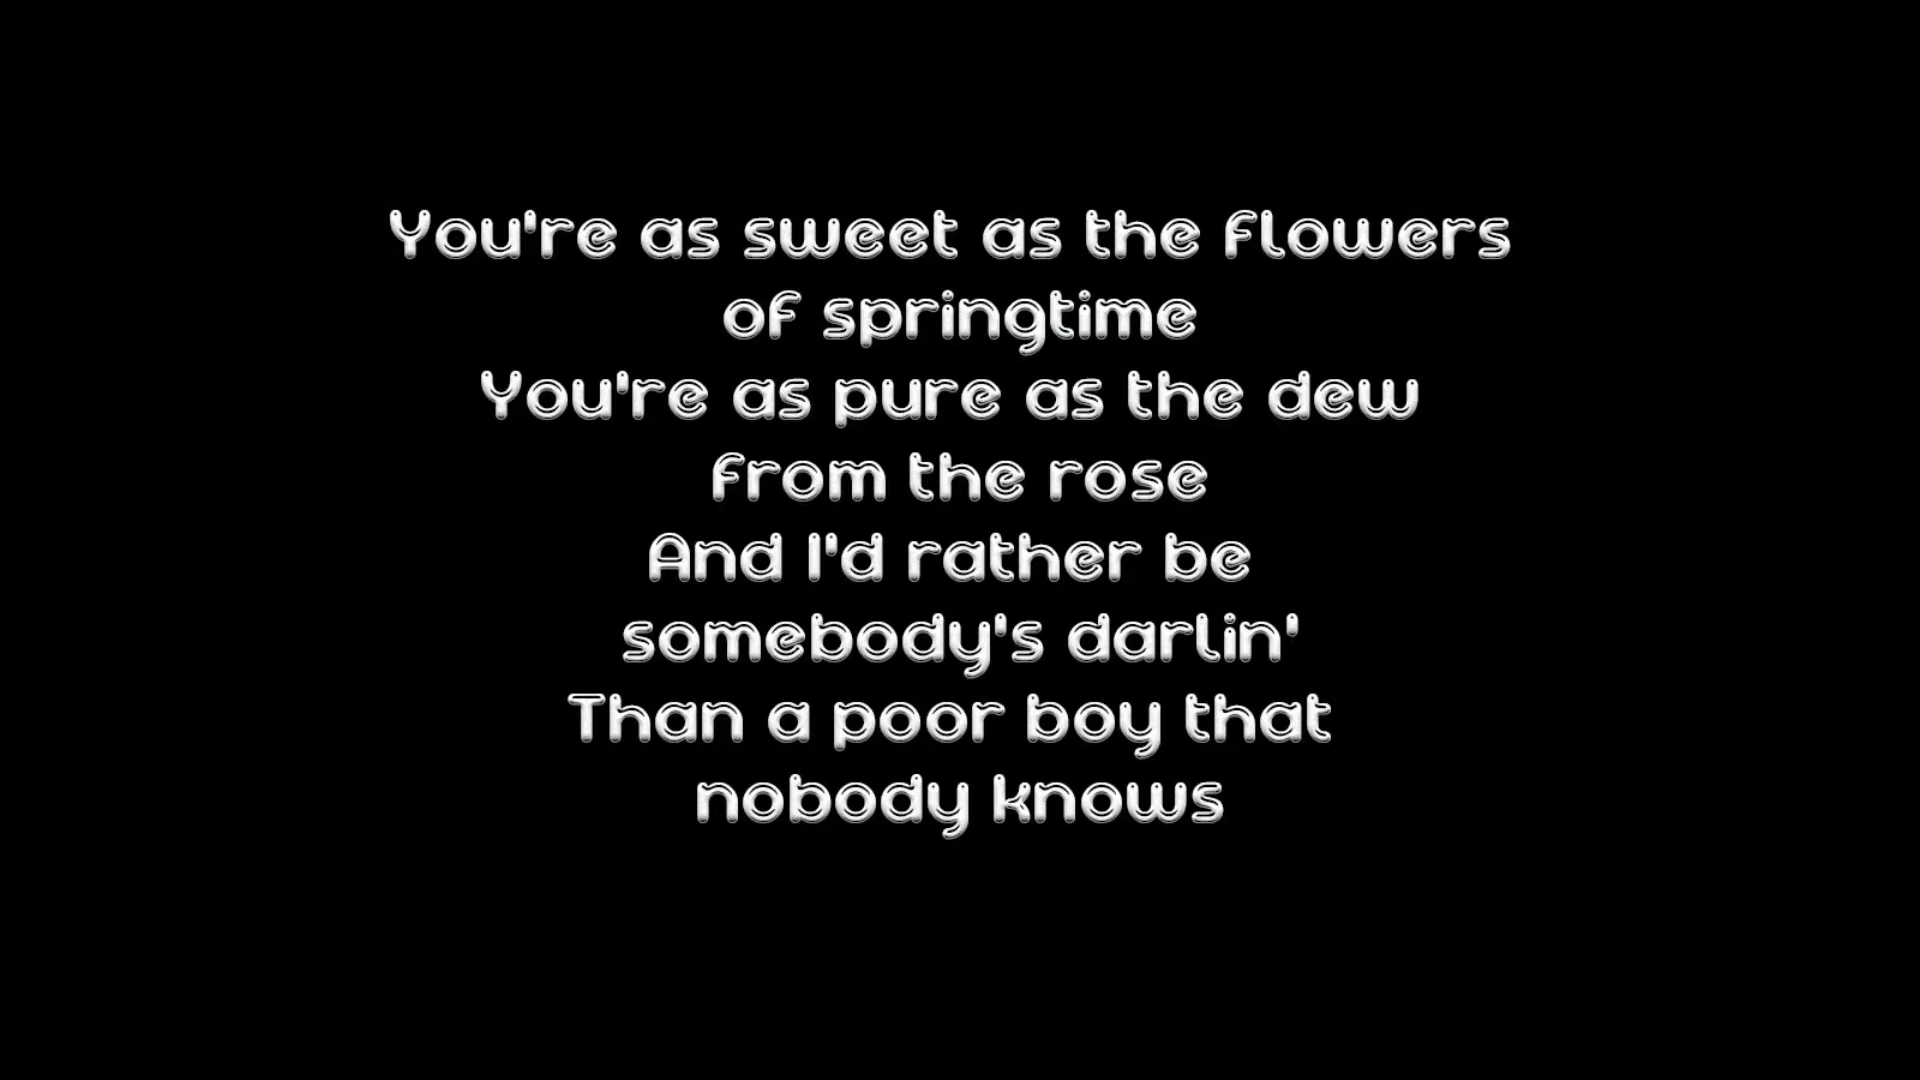 You're as sweet as the flowers
of springtime
You're as pure as the dew
from the rose
And I'd rather be
somebody's darlin'
Than a poor boy that
nobody knows